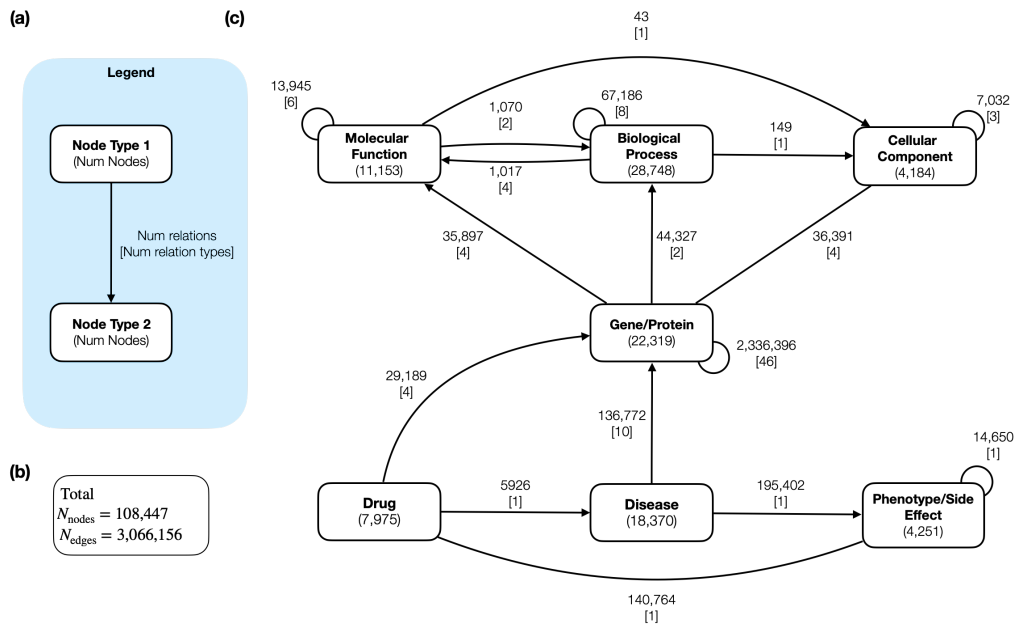 (a)
Legend
Node Type 1
(Num Nodes)
Num relations
[Num relation types]
Node Type 2
(Num Nodes)
(b)
Total
Nnodes = 108,447
Nedges = 3,066,156
(c)
43
[1]
13,945
[6]
1,070
[2]
67,186
[8]
149
[1]
7,032
[3]
Molecular
Function
(11,153)
Biological
Process
(28,748)
Cellular
Component
(4,184)
1,017
[4]
35,897
[4]
44,327
[2]
36,391
[4]
Gene/Protein
(22,319)
2,336,396
[46]
29,189
[4]
136,772
[10]
14,650
[1]
Drug
(7,975)
5926
[1]
Disease
(18,370)
195,402
[1]
Phenotype/Side
Effect
(4,251)
140,764
[1]